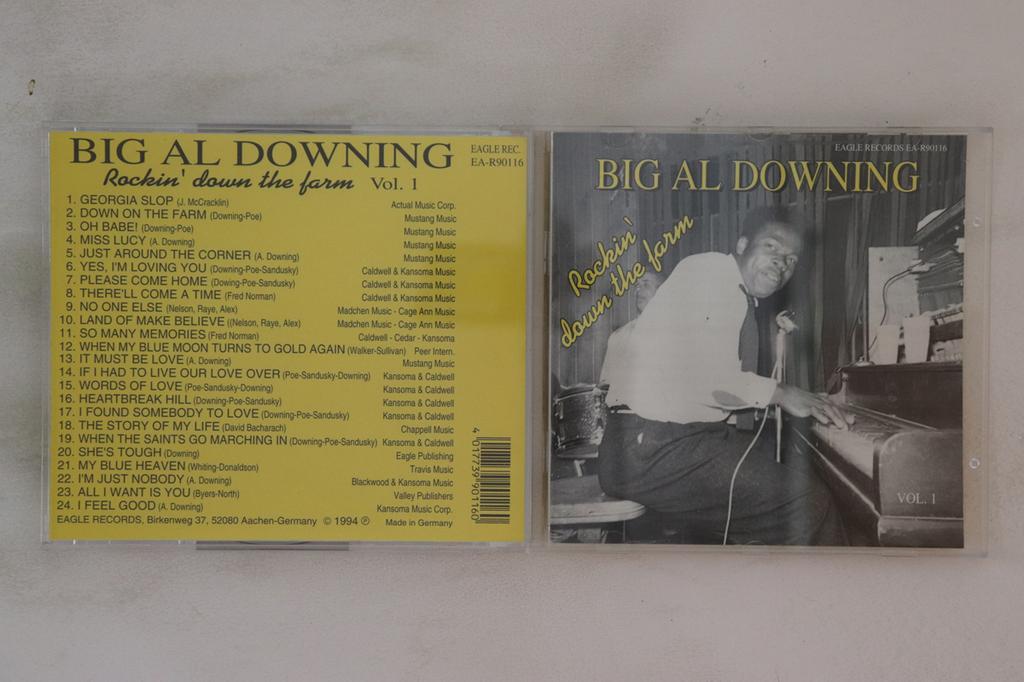 BIG AL DOWNING
EAGLE REC.
EA-R90116
Rockin' down the farm Vol. 1
1. GEORGIA SLOP (J. McCracklin) Actual Music Corp.
2. DOWN ON THE FARM (Downing-Poe) Mustang Music
3. OH BABE! (Downing-Poe) Mustang Music
4. MISS LUCY (A. Downing) Mustang Music
5. JUST AROUND THE CORNER (A. Downing) Mustang Music
6. YES, I'M LOVING YOU (Downing-Poe-Sandusky) Caldwell & Kansoma Music
7. PLEASE COME HOME (Dowing-Poe-Sandusky) Caldwell & Kansoma Music
8. THERE'LL COME A TIME (Fred Norman) Caldwell & Kansoma Music
9. NO ONE ELSE (Nelson, Raye, Alex) Madchen Music - Cage Ann Music
10. LAND OF MAKE BELIEVE ((Nelson, Raye, Alex) Madchen Music - Cage Ann Music
11. SO MANY MEMORIES (Fred Norman) Caldwell - Cedar - Kansoma
12. WHEN MY BLUE MOON TURNS TO GOLD AGAIN (Walker-Sullivan) Peer Intern.
13. IT MUST BE LOVE (A. Downing) Mustang Music
14. IF I HAD TO LIVE OUR LOVE OVER (Poe-Sandusky-Downing) Kansoma & Caldwell
15. WORDS OF LOVE (Poe-Sandusky-Downing) Kansoma & Caldwell
16. HEARTBREAK HILL (Downing-Poe-Sandusky) Kansoma & Caldwell
17. I FOUND SOMEBODY TO LOVE (Downing-Poe-Sandusky) Kansoma & Caldwell
18. THE STORY OF MY LIFE (David Bacharach) Chappell Music
19. WHEN THE SAINTS GO MARCHING IN (Downing-Poe-Sandusky) Kansoma & Caldwell
20. SHE'S TOUGH (Downing) Eagle Publishing
21. MY BLUE HEAVEN (Whiting-Donaldson) Travis Music
22. I'M JUST NOBODY (A. Downing) Blackwood & Kansoma Music
23. ALL I WANT IS YOU (Byers-North) Valley Publishers
24. I FEEL GOOD (A. Downing) Kansoma Music Corp.
EAGLE RECORDS, Birkenweg 37, 52080 Aachen-Germany © 1994 ℗ Made in Germany
4 017739 901160
EAGLE RECORDS EA-R90116
BIG AL DOWNING
Rockin'
down the farm
VOL. 1